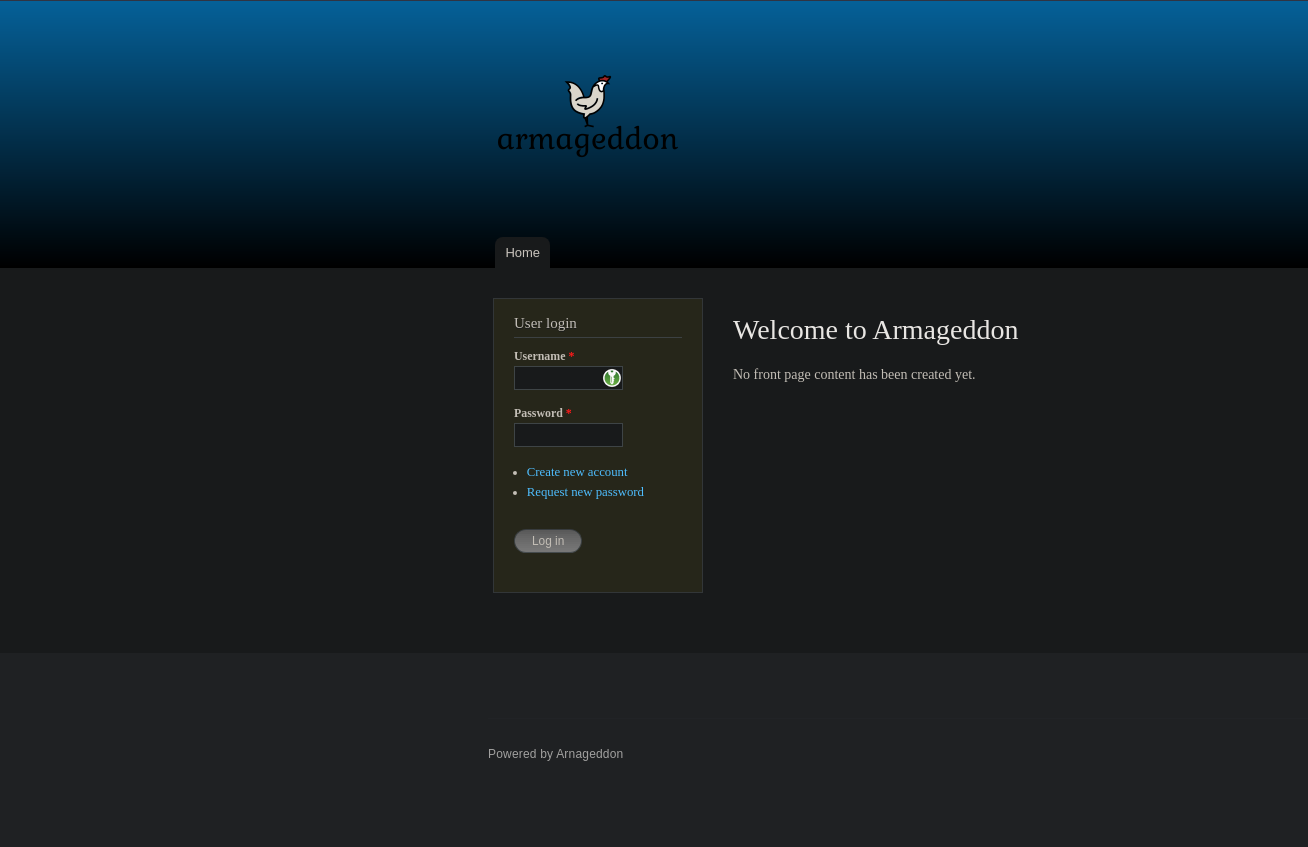 armageddon
Home
User login
Username *
Password *
Create new account
Request new password
Log in
Welcome to Armageddon
No front page content has been created yet.
Powered by Arnageddon